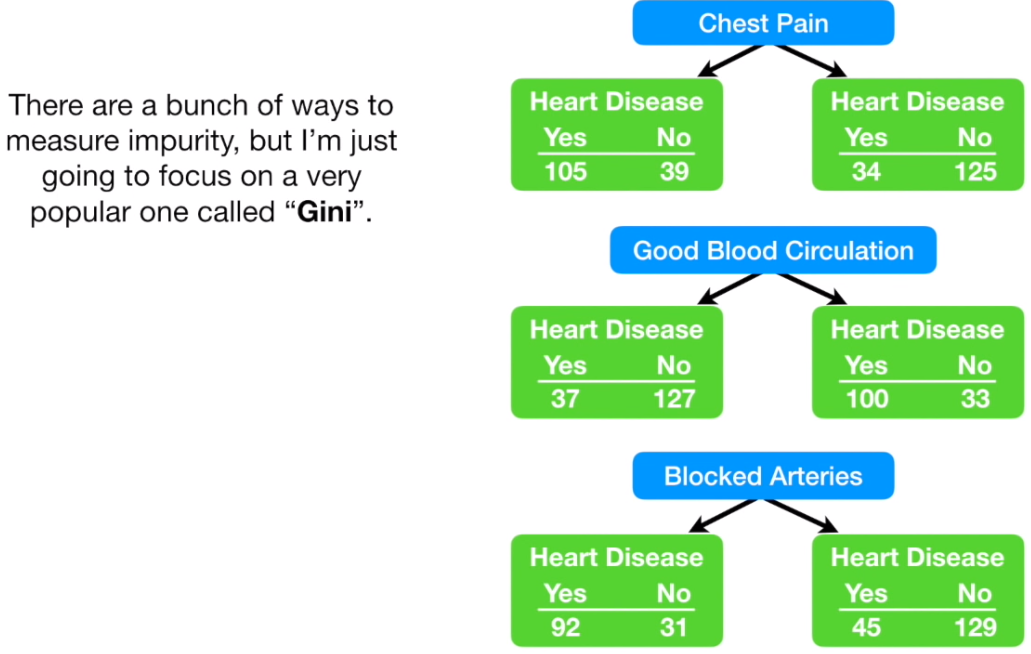 There are a bunch of ways to
measure impurity, but I'm just
going to focus on a very
popular one called “Gini”.
Chest Pain
Heart Disease
Yes No
105 39
Heart Disease
Yes No
34 125
Good Blood Circulation
Heart Disease
Yes No
37 127
Heart Disease
Yes No
100 33
Blocked Arteries
Heart Disease
Yes No
92 31
Heart Disease
Yes No
45 129